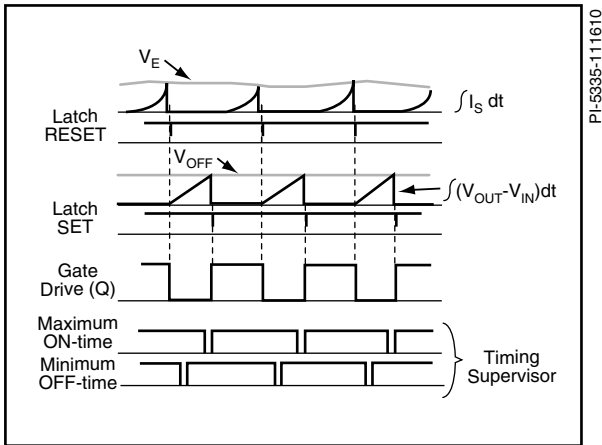 V_E
∫I_S dt
Latch
RESET
V_OFF
∫(V_OUT-V_IN)dt
Latch
SET
Gate
Drive (Q)
Maximum
ON-time
Minimum
OFF-time
Timing
Supervisor
PI-5335-111610